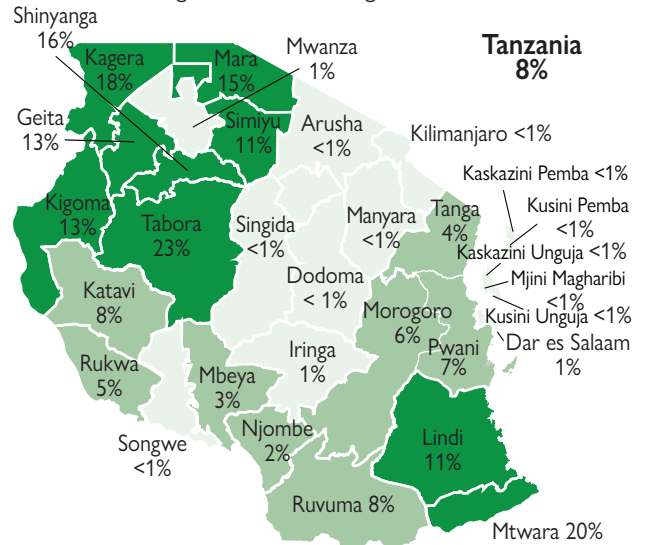 Shinyanga
16%
Kagera
18%
Mara
15%
Mwanza
1%
Tanzania
8%
Geita
13%
Simiyu
11%
Arusha
<1%
Kilimanjaro <1%
Kaskazini Pemba <1%
Kigoma
13%
Tabora
23%
Singida
<1%
Manyara
<1%
Tanga
4%
Kusini Pemba
<1%
Kaskazini Unguja <1%
Katavi
8%
Dodoma
< 1%
Mjini Magharibi
<1%
Kusini Unguja <1%
Morogoro
6%
Pwani
7%
Dar es Salaam
1%
Rukwa
5%
Mbeya
3%
Iringa
1%
Songwe
<1%
Njombe
2%
Lindi
11%
Ruvuma 8%
Mtwara 20%